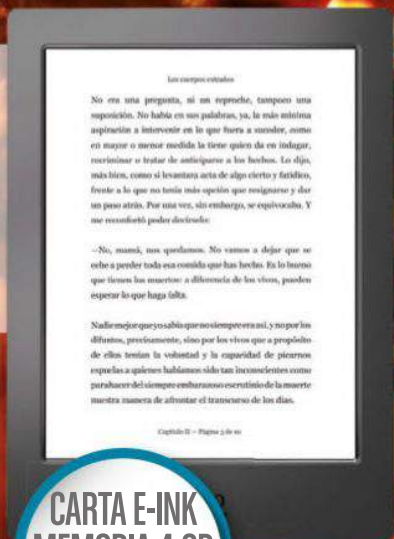 Los cuerpos extraños
No era una pregunta, ni un reproche, tampoco una
suposición. No había en sus palabras, ya, la más mínima
aspiración a intervenir en lo que fuera a suceder, como
en mayor o menor medida la tiene quien da en indagar,
recriminar o tratar de anticiparse a los hechos. Lo dijo,
más bien, como si levantara acta de algo cierto y fatídico,
frente a lo que no tenía más opción que resignarse y dar
un paso atrás. Por una vez, sin embargo, se equivocaba. Y
me reconfortó poder decírselo:
—No, mamá, nos quedamos. No vamos a dejar que se
eche a perder toda esa comida que has hecho. Es lo bueno
que tienen los muertos: a diferencia de los vivos, pueden
esperar lo que haga falta.
Nadie mejor que yo sabía que no siempre era así, y no por los
difuntos, precisamente, sino por los vivos que a propósito
de ellos tenían la voluntad y la capacidad de picarnos
espuelas a quienes habíamos sido tan inconscientes como
para hacer del siempre embarazoso escrutinio de la muerte
nuestra manera de afrontar el transcurso de los días.
Capítulo II — Página 3 de 10
CARTA E-INK
MEMORIA 4 GB